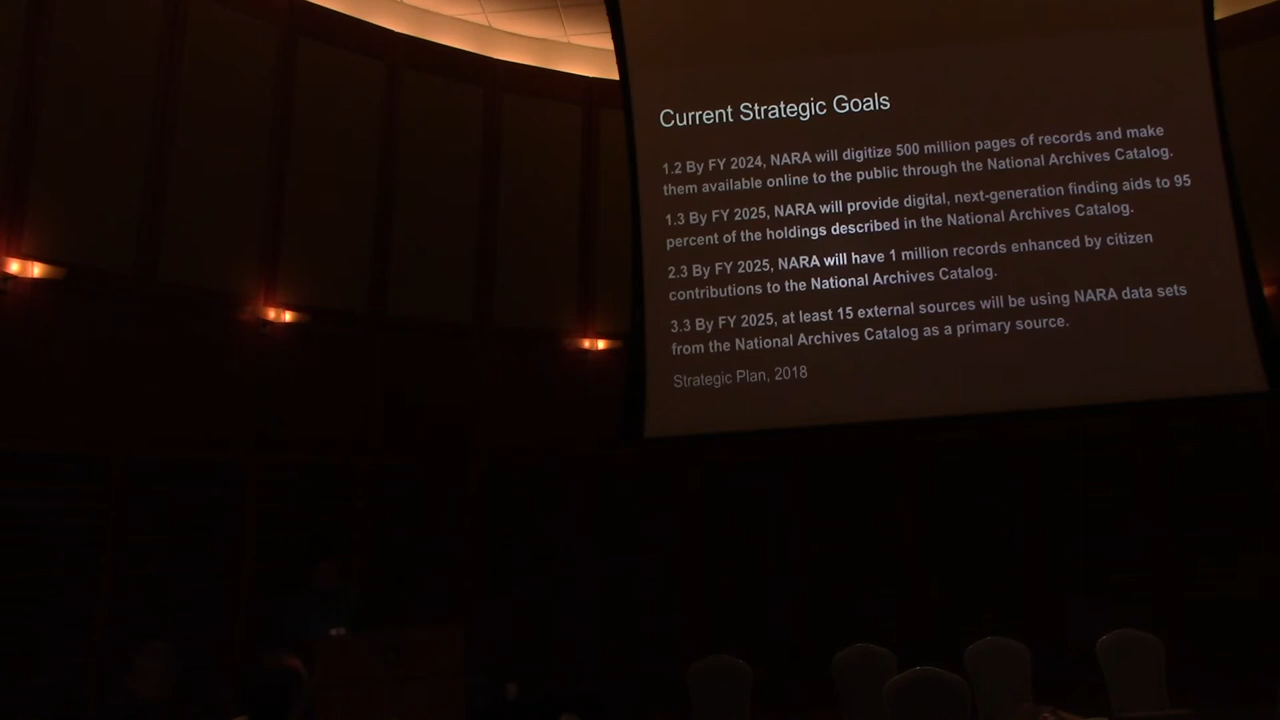 Current Strategic Goals
1.2 By FY 2024, NARA will digitize 500 million pages of records and make
them available online to the public through the National Archives Catalog.
1.3 By FY 2025, NARA will provide digital, next-generation finding aids to 95
percent of the holdings described in the National Archives Catalog.
2.3 By FY 2025, NARA will have 1 million records enhanced by citizen
contributions to the National Archives Catalog.
3.3 By FY 2025, at least 15 external sources will be using NARA data sets
from the National Archives Catalog as a primary source.
Strategic Plan, 2018